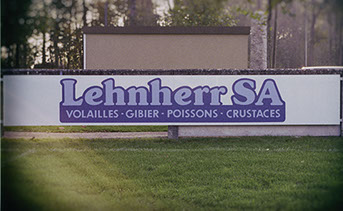 Lehnherr SA
VOLAILLES · GIBIER · POISSONS · CRUSTACES